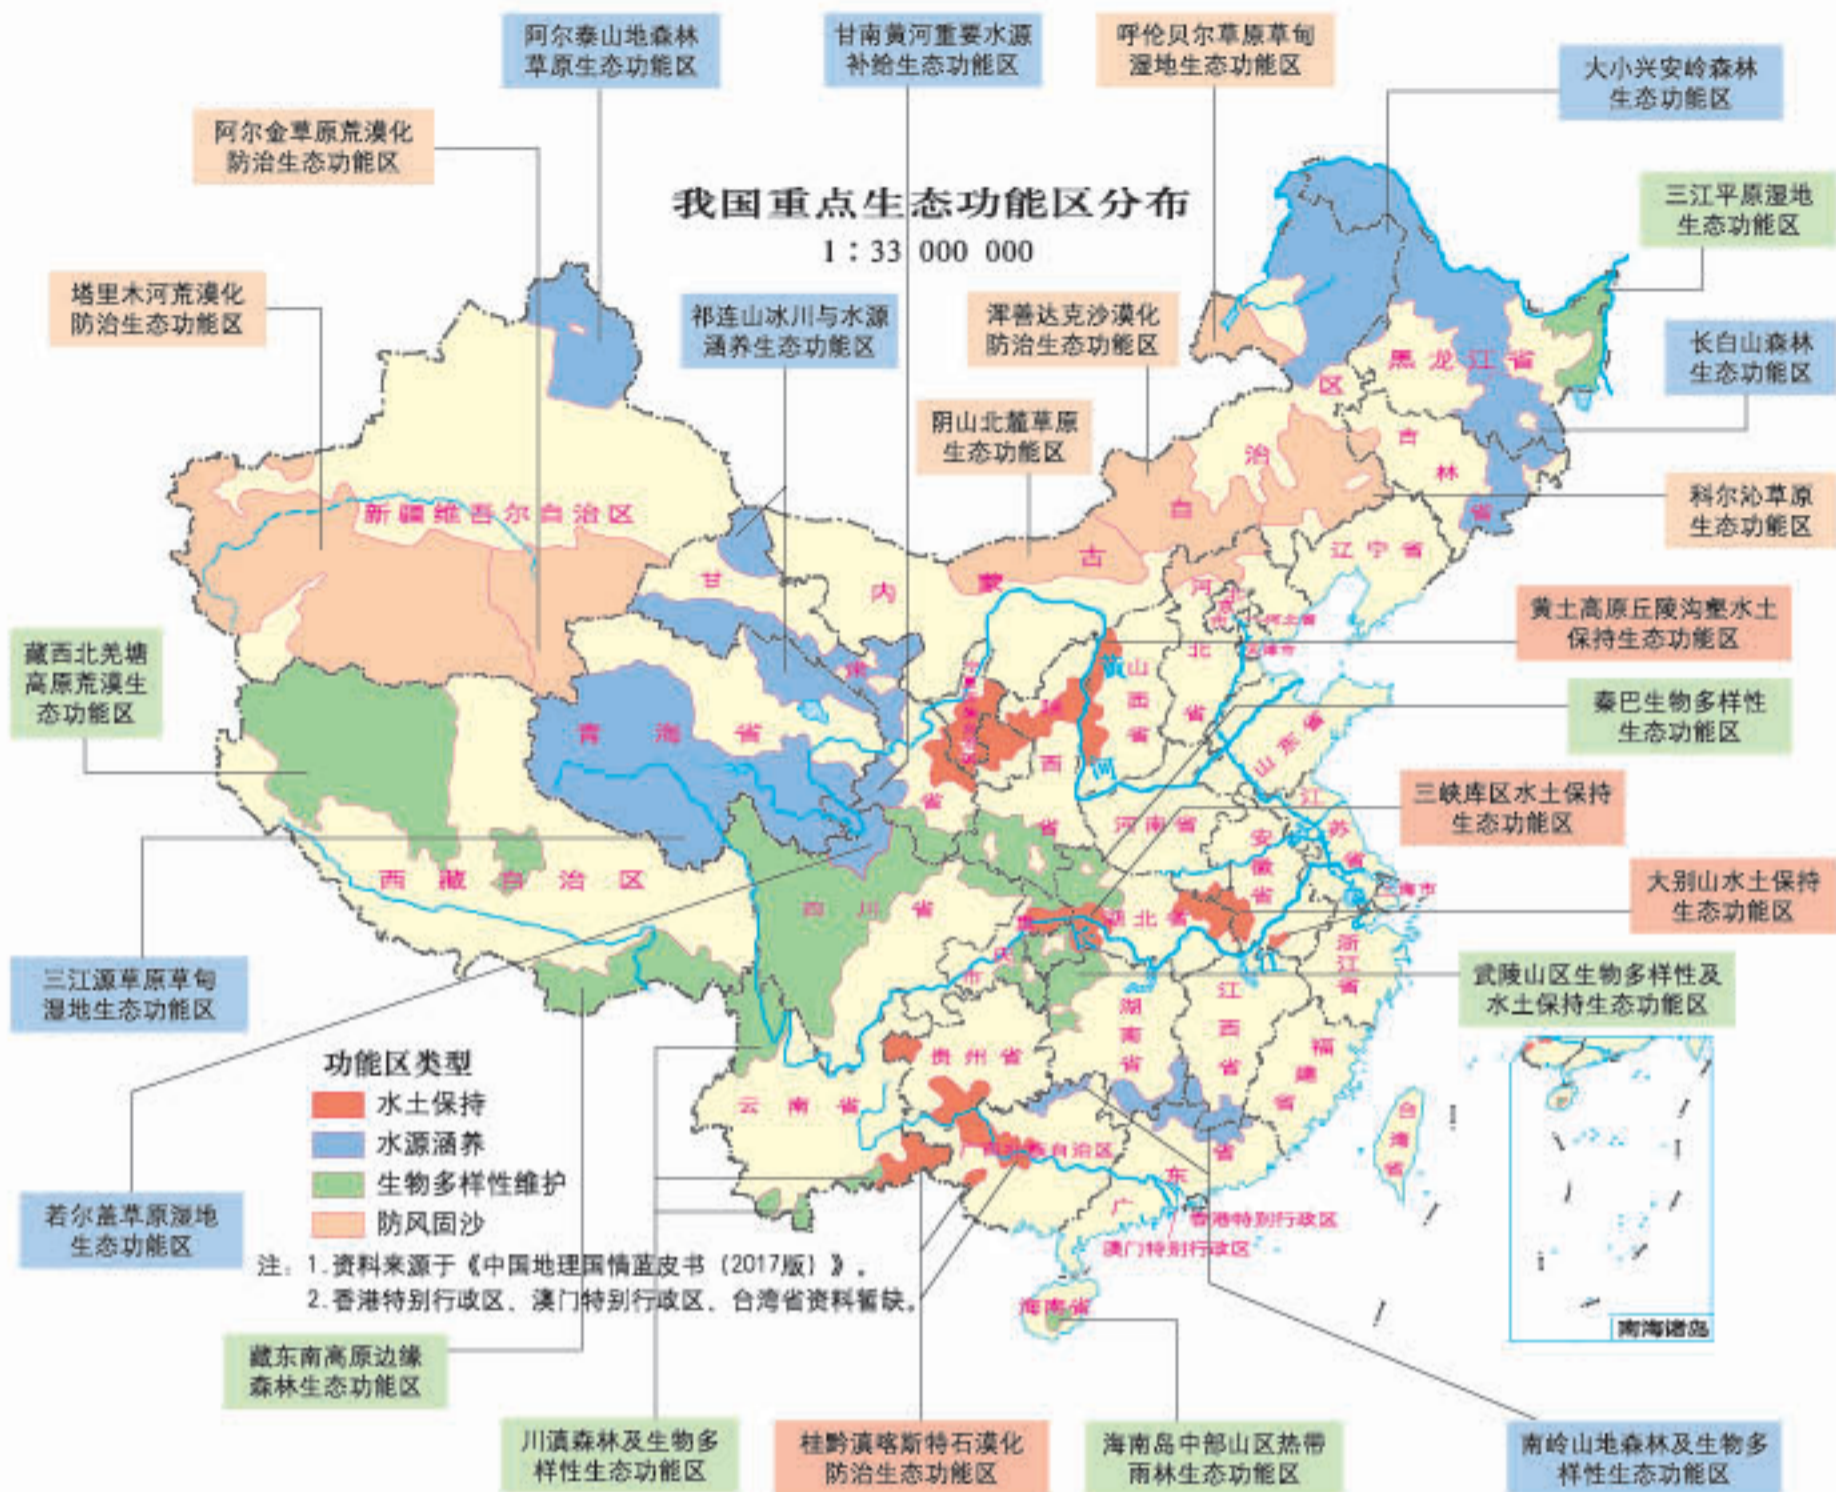 阿尔泰山地森林
草原生态功能区
甘南黄河重要水源
补给生态功能区
呼伦贝尔草原草甸
湿地生态功能区
大小兴安岭森林
生态功能区
阿尔金草原荒漠化
防治生态功能区
我国重点生态功能区分布
1:33 000 000
三江平原湿地
生态功能区
塔里木河荒漠化
防治生态功能区
祁连山冰川与水源
涵养生态功能区
浑善达克沙漠化
防治生态功能区
长白山森林
生态功能区
阴山北麓草原
生态功能区
科尔沁草原
生态功能区
黄土高原丘陵沟壑水土
保持生态功能区
藏西北羌塘
高原荒漠生
态功能区
秦巴生物多样性
生态功能区
三峡库区水土保持
生态功能区
大别山水土保持
生态功能区
三江源草原草甸
湿地生态功能区
武陵山区生物多样性及
水土保持生态功能区
若尔盖草原湿地
生态功能区
黑龙江省
吉林省
辽宁省
新疆维吾尔自治区
内蒙古自治区
甘肃省
青海省
西藏自治区
四川省
云南省
贵州省
重庆市
陕西省
山西省
河北省
山东省
河南省
江苏省
安徽省
上海市
浙江省
湖北省
湖南省
江西省
福建省
台湾省
广东省
海南省
香港特别行政区
澳门特别行政区
黄河
南海诸岛
功能区类型
水土保持
水源涵养
生物多样性维护
防风固沙
注:1.资料来源于《中国地理国情蓝皮书(2017版)》。
2.香港特别行政区、澳门特别行政区、台湾省资料暂缺。
藏东南高原边缘
森林生态功能区
川滇森林及生物多
样性生态功能区
桂黔滇喀斯特石漠化
防治生态功能区
海南岛中部山区热带
雨林生态功能区
南岭山地森林及生物多
样性生态功能区